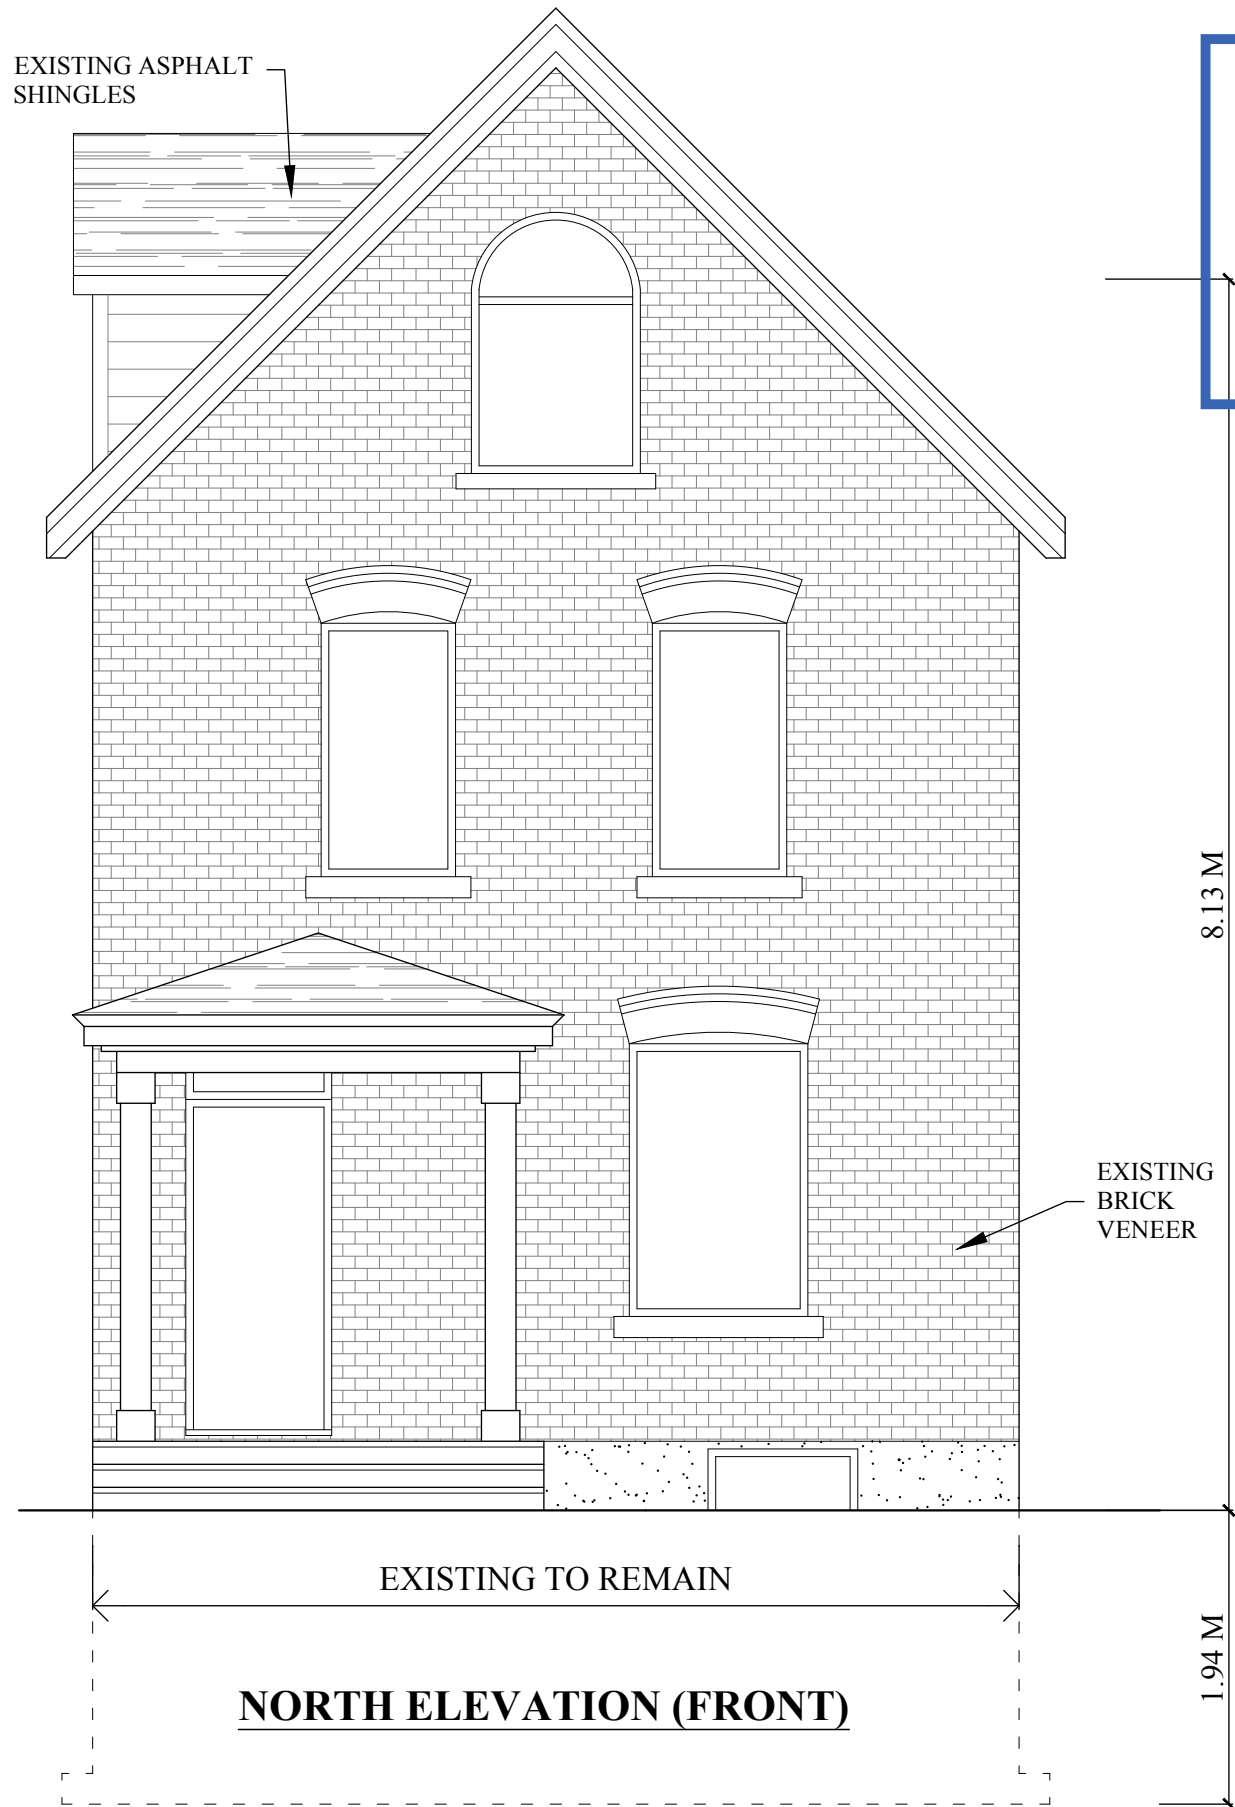 EXISTING ASPHALT
SHINGLES
8.13 M
EXISTING
BRICK
VENEER
EXISTING TO REMAIN
1.94 M
NORTH ELEVATION (FRONT)